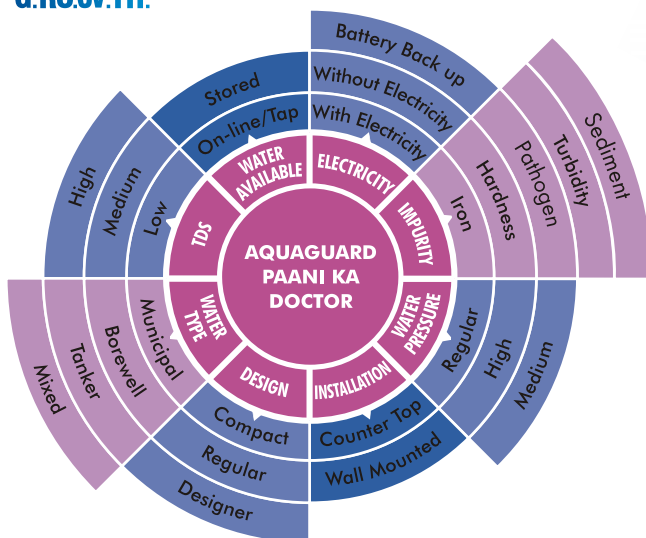 AQUAGUARD
PAANI KA
DOCTOR
ELECTRICITY
With Electricity
Without Electricity
Battery Back up
IMPURITY
Iron
Hardness
Pathogen
Turbidity
Sediment
WATER
PRESSURE
Regular
High
Medium
INSTALLATION
Counter Top
Wall Mounted
DESIGN
Compact
Regular
Designer
WATER
TYPE
Municipal
Borewell
Tanker
Mixed
TDS
Low
Medium
High
WATER
AVAILABLE
On-line/Tap
Stored